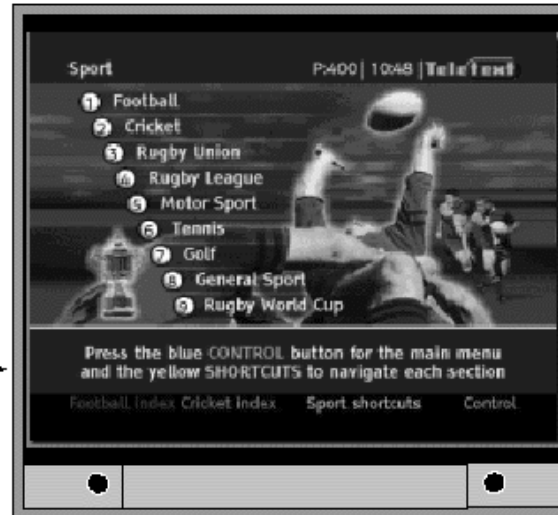 Sport P:400 | 10:48 | TeleText
1 Football
2 Cricket
3 Rugby Union
4 Rugby League
5 Motor Sport
6 Tennis
7 Golf
8 General Sport
9 Rugby World Cup
Press the blue CONTROL button for the main menu
and the yellow SHORTCUTS to navigate each section
Football Index Cricket index Sport shortcuts Control